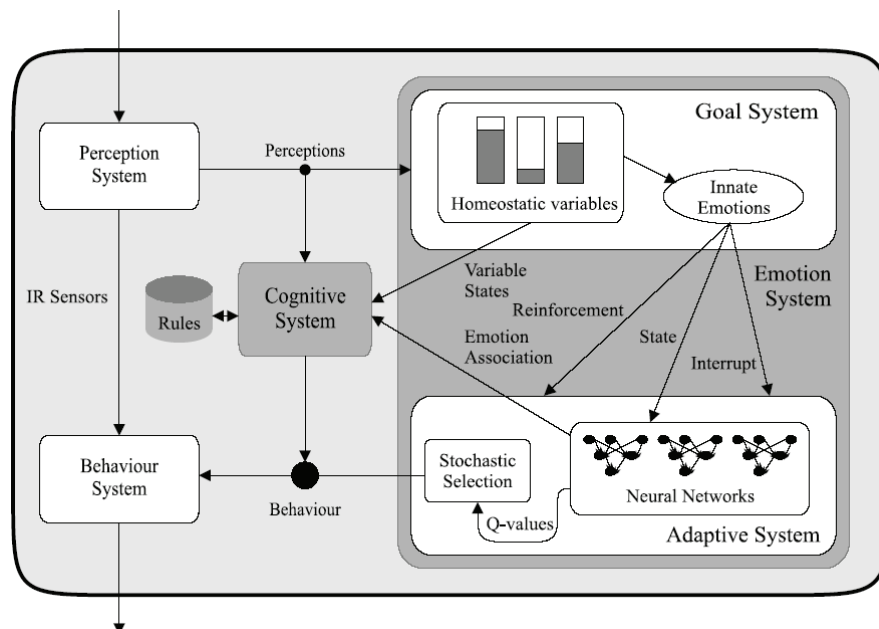 Goal System
Perception
System
Perceptions
Homeostatic variables
Innate
Emotions
IR Sensors
Rules
Cognitive
System
Variable
States
Reinforcement
Emotion
Association
State
Interrupt
Emotion
System
Behaviour
System
Behaviour
Stochastic
Selection
Q-values
Neural Networks
Adaptive System